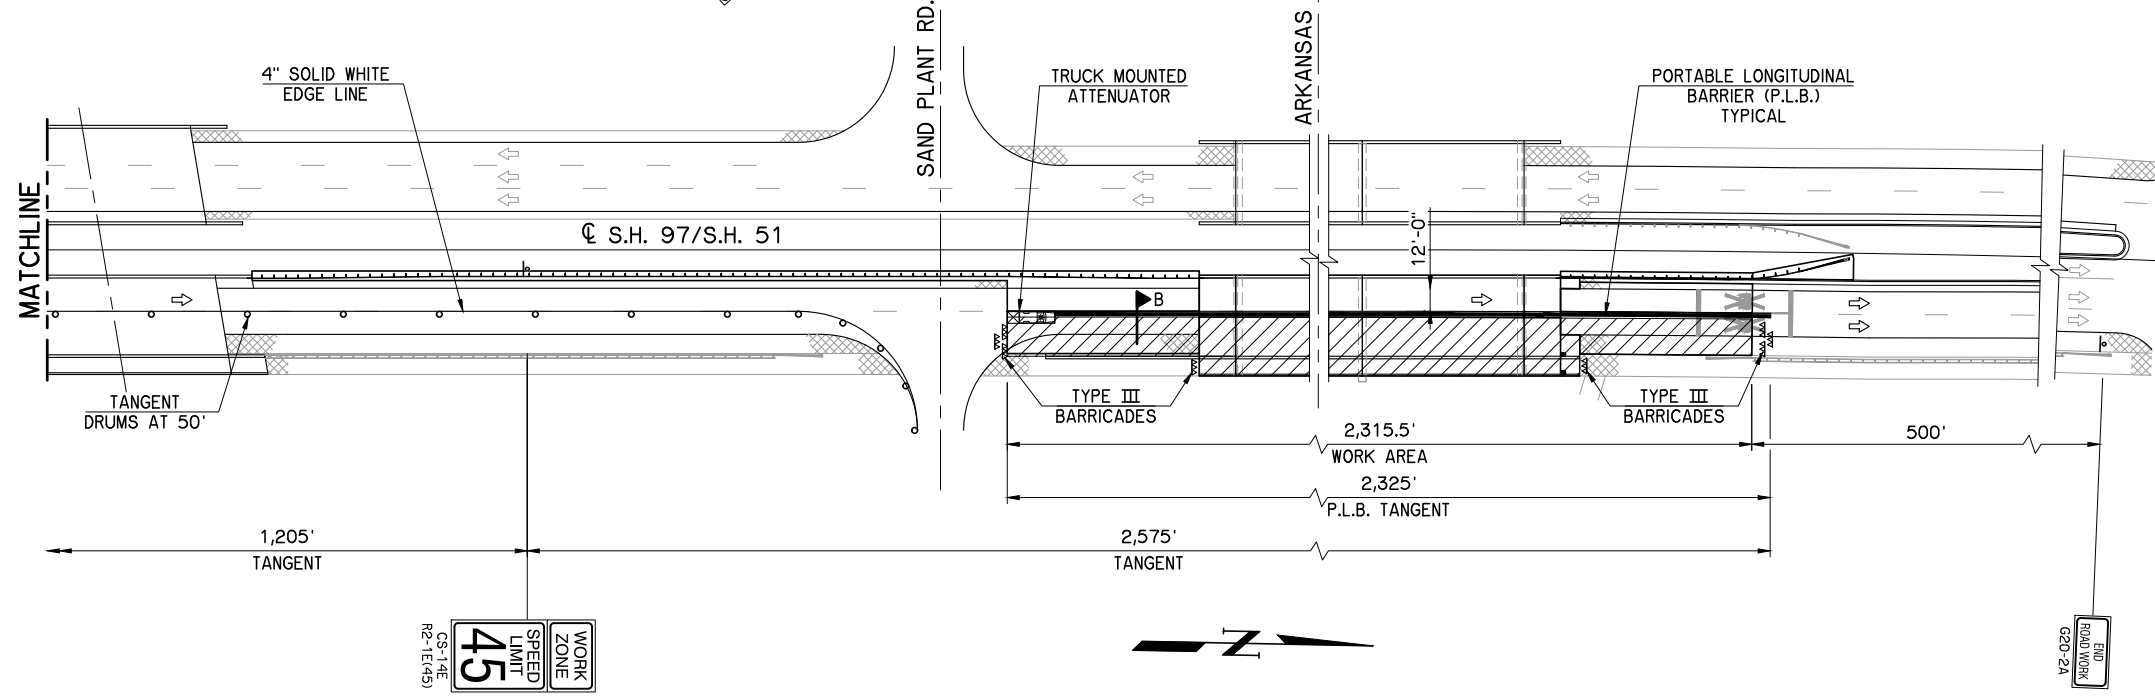 4" SOLID WHITE
EDGE LINE
SAND PLANT RD.
TRUCK MOUNTED
ATTENUATOR
ARKANSAS
PORTABLE LONGITUDINAL
BARRIER (P.L.B.)
TYPICAL
MATCHLINE
℄ S.H. 97/S.H. 51
12'-0"
B
TANGENT
DRUMS AT 50'
TYPE III
BARRICADES
TYPE III
BARRICADES
2,315.5'
WORK AREA
500'
2,325'
P.L.B. TANGENT
1,205'
TANGENT
2,575'
TANGENT
WORK
ZONE
SPEED
LIMIT
45
CS-14E
R2-1E(45)
N
END
ROAD WORK
G20-2A